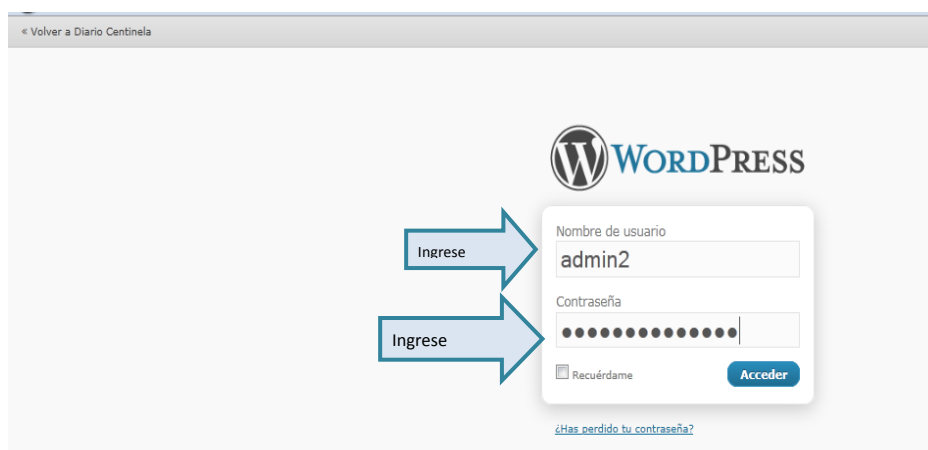 « Volver a Diario Centinela
WORDPRESS
Nombre de usuario
Ingrese
admin2
Contraseña
Ingrese
●●●●●●●●●●●●●●
Recuérdame
Acceder
¿Has perdido tu contraseña?